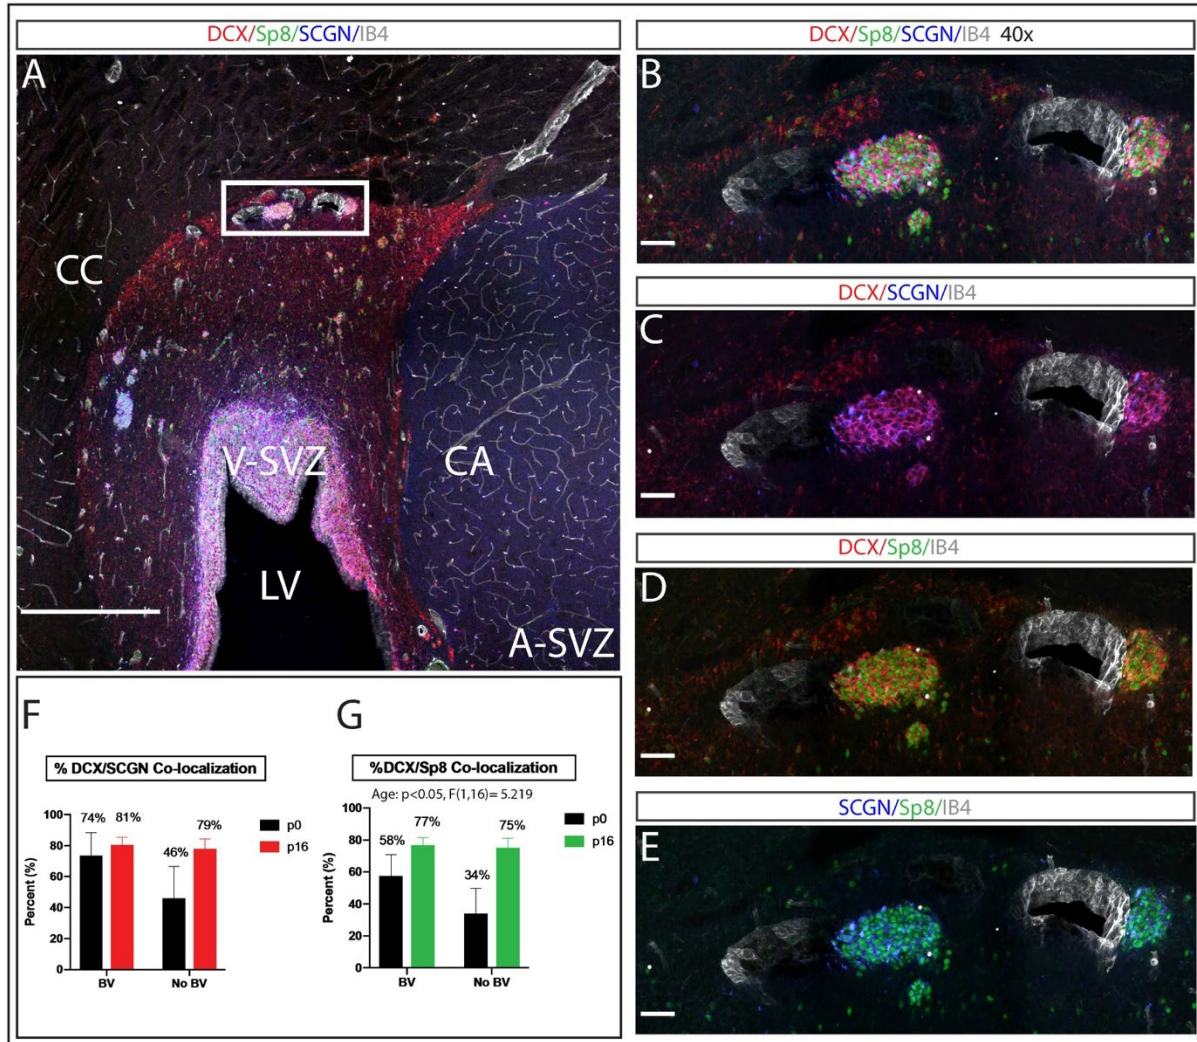 DCX/Sp8/SCGN/IB4
A
CC
V-SVZ
CA
LV
A-SVZ
DCX/Sp8/SCGN/IB4 40x
B
DCX/SCGN/IB4
C
DCX/Sp8/IB4
D
SCGN/Sp8/IB4
E
F
% DCX/SCGN Co-localization
100
80
60
40
20
0
Percent (%)
74%
81%
46%
79%
BV
No BV
p0
p16
G
%DCX/Sp8 Co-localization
Age: p<0.05, F(1,16)= 5.219
100
80
60
40
20
0
Percent (%)
58%
77%
34%
75%
BV
No BV
p0
p16